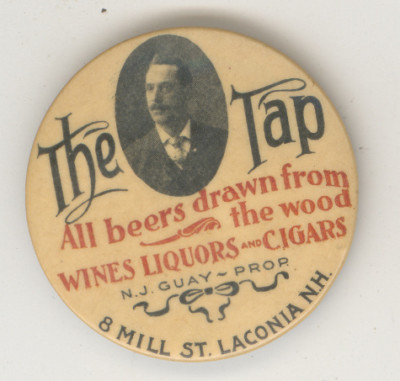 The Tap
All beers drawn from
the wood
WINES LIQUORS AND CIGARS
N.J. GUAY ~ PROP.
8 MILL ST. LACONIA N.H.